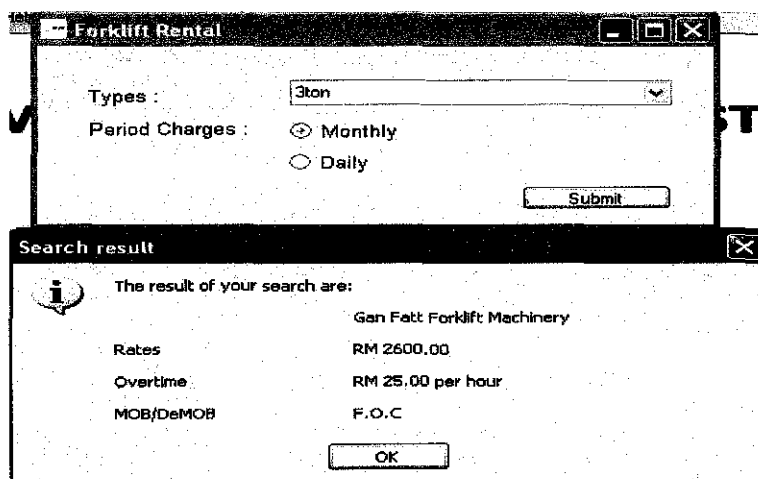 Forklift Rental
Types :
3ton
Period Charges :
Monthly
Daily
ST
Submit
Search result
The result of your search are:
Gan Fatt Forklift Machinery
Rates
RM 2600.00
Overtime
RM 25.00 per hour
MOB/DeMOB
F.O.C
OK